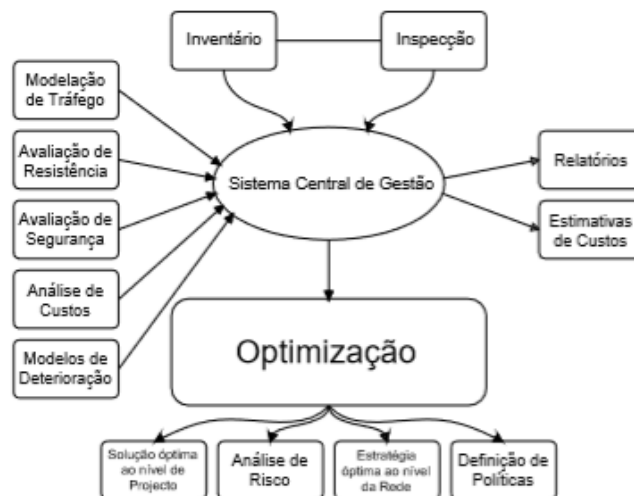 Inventário
Inspecção
Modelação
de Tráfego
Avaliação de
Resistência
Avaliação de
Segurança
Análise de
Custos
Modelos de
Deterioração
Sistema Central de Gestão
Relatórios
Estimativas
de Custos
Optimização
Solução óptima
ao nível de
Projecto
Análise de
Risco
Estratégia
óptima ao nível
da Rede
Definição de
Políticas